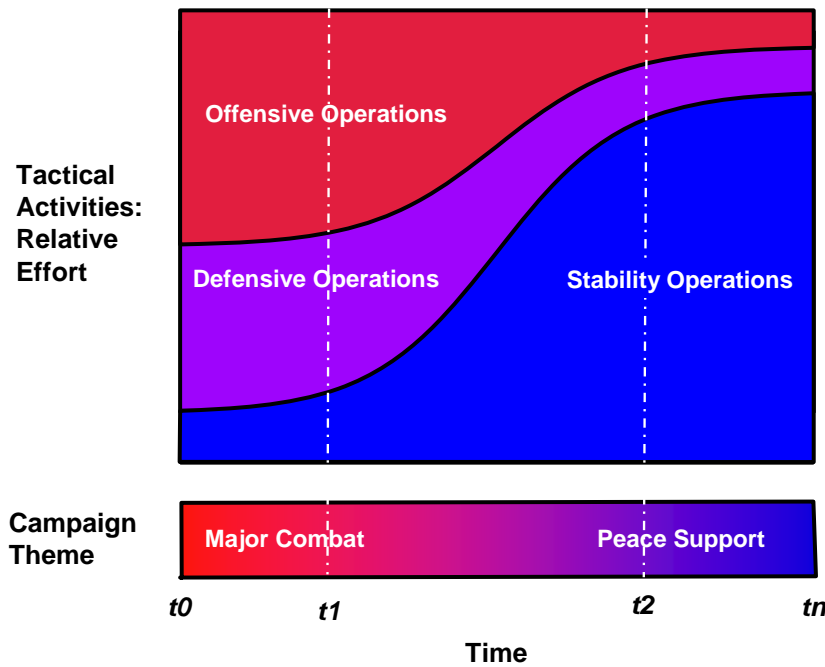 Offensive Operations
Tactical
Activities:
Relative
Effort
Defensive Operations
Stability Operations
Campaign
Theme
Major Combat
Peace Support
t0
t1
t2
tn
Time